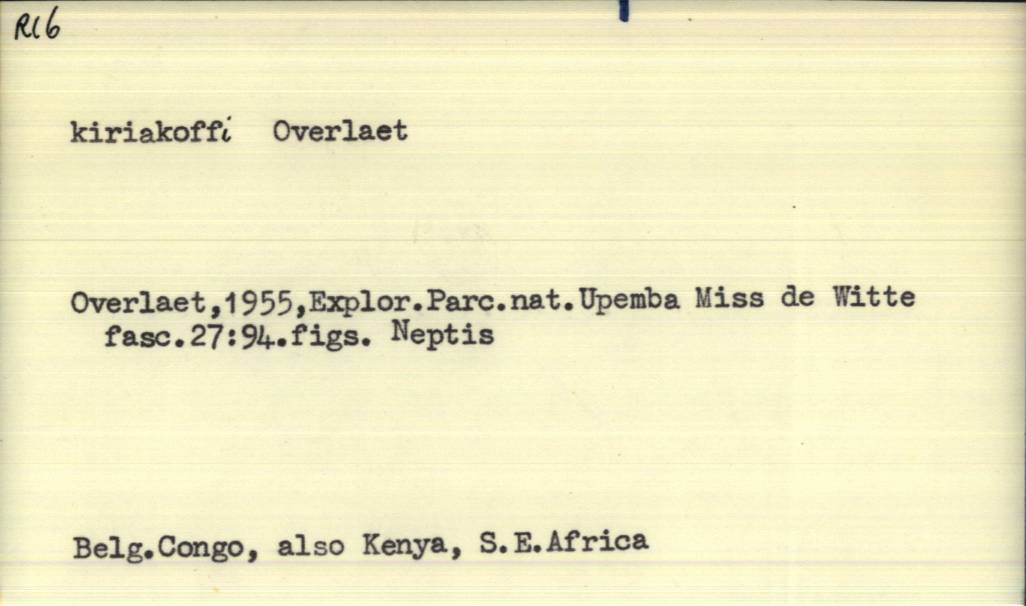 R16
kiriakoffi Overlaet
Overlaet,1955,Explor.Parc.nat.Upemba Miss de Witte
fasc.27:94.figs. Neptis
Belg.Congo, also Kenya, S.E.Africa